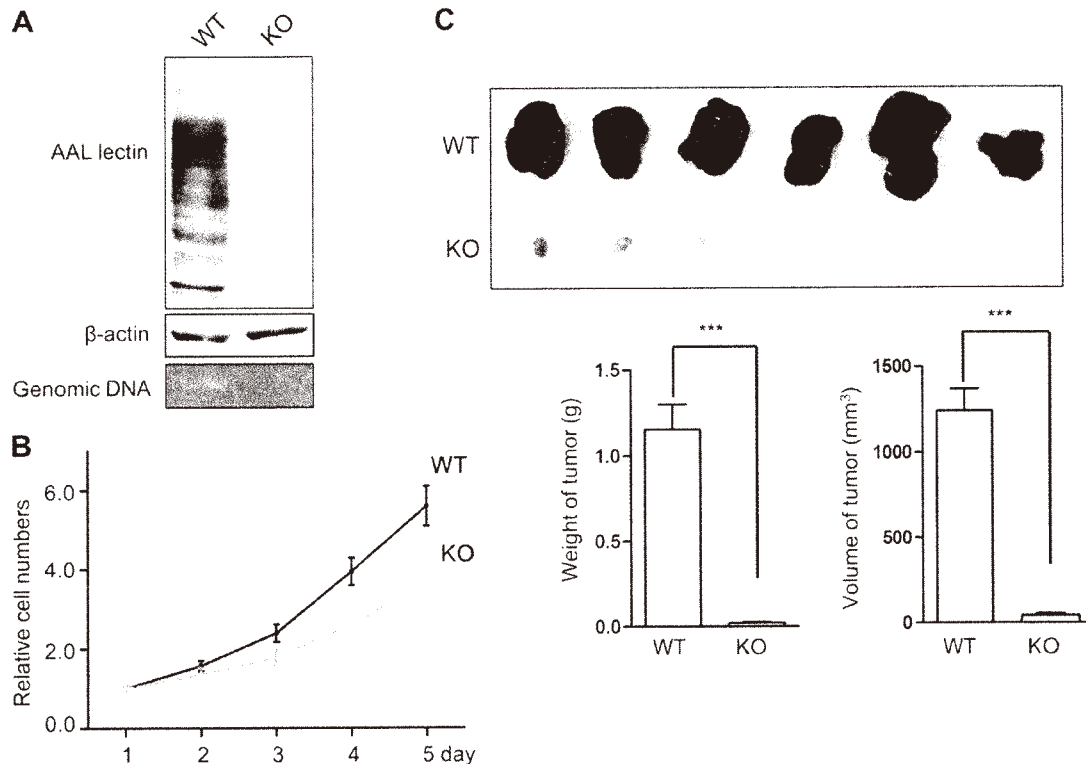 A
WT KO
AAL lectin
β-actin
Genomic DNA
B
Relative cell numbers
6.0
4.0
2.0
0.0
WT
KO
1 2 3 4 5 day
C
WT
KO
***
Weight of tumor (g)
1.5
1.0
0.5
0.0
WT KO
***
Volume of tumor (mm³)
1500
1000
500
0
WT KO